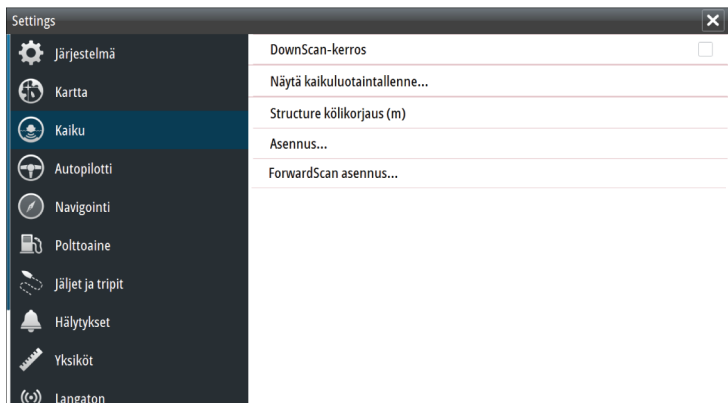 Settings
Järjestelmä
Kartta
Kaiku
Autopilotti
Navigointi
Polttoaine
Jäljet ja tripit
Hälytykset
Yksiköt
Langaton
DownScan-kerros
Näytä kaikuluotaintallenne...
Structure kölikorjaus (m)
Asennus...
ForwardScan asennus...